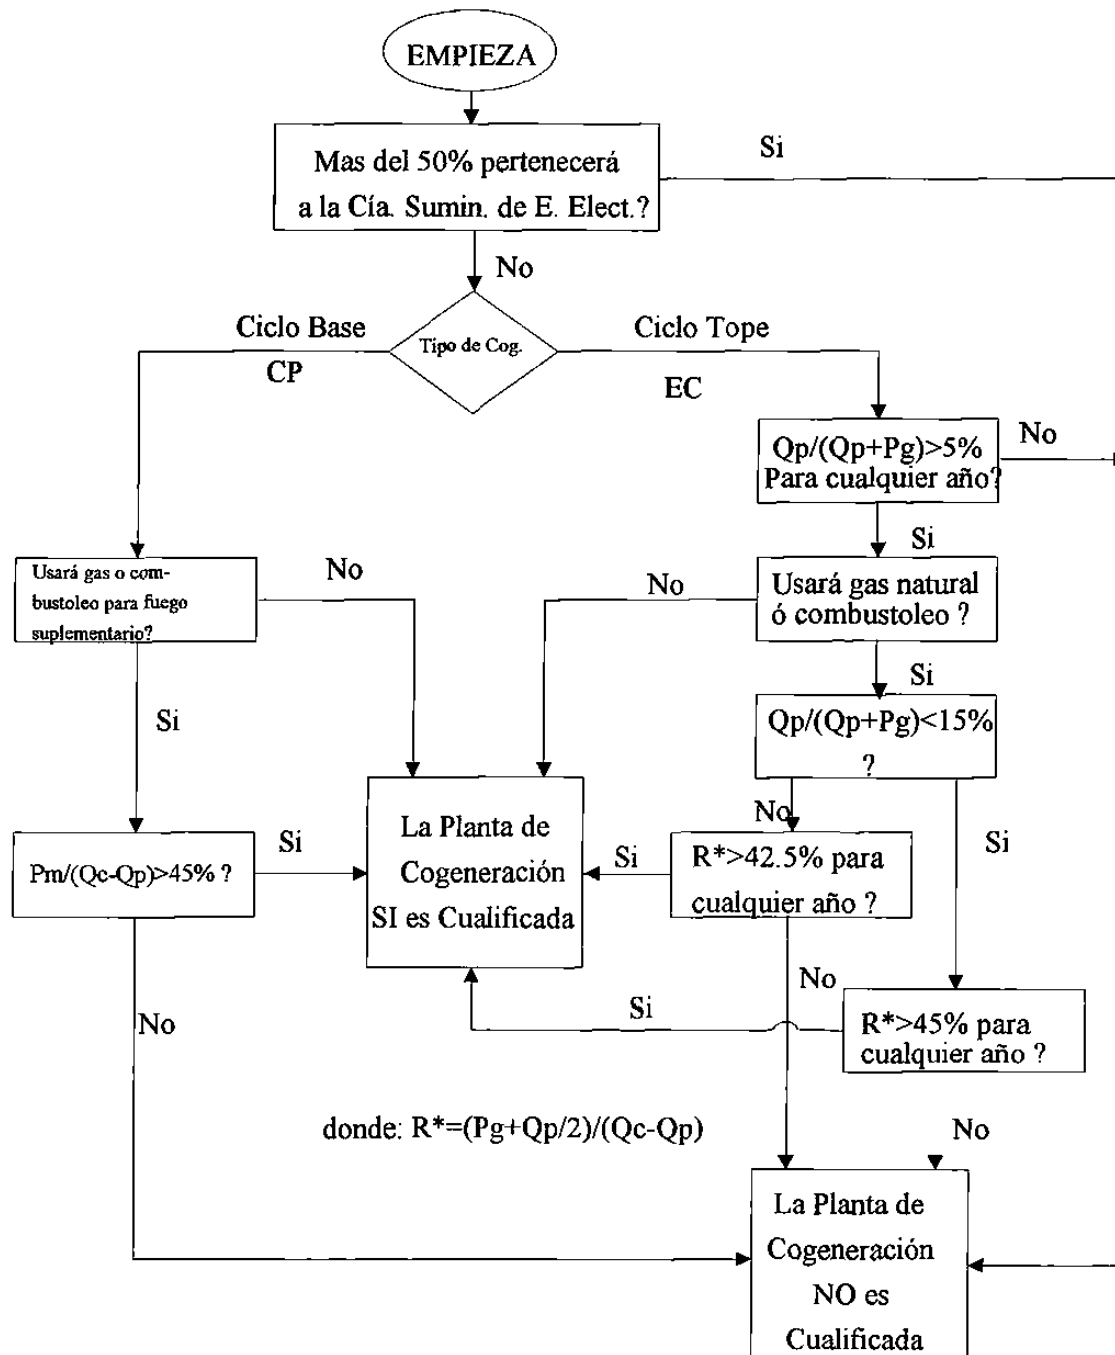 EMPIEZA
Mas del 50% pertenecerá
a la Cía. Sumin. de E. Elect.?
Si
No
Ciclo Base
CP
Tipo de Cog.
Ciclo Tope
EC
Qp/(Qp+Pg)>5%
Para cualquier año?
No
Si
Usará gas o com-
bustoleo para fuego
suplementario?
No
No
Usará gas natural
ó combustoleo ?
Si
Si
Qp/(Qp+Pg)<15%
?
No
Si
Pm/(Qc-Qp)>45% ?
Si
La Planta de
Cogeneración
SI es Cualificada
Si
R*>42.5% para
cualquier año ?
No
No
Si
R*>45% para
cualquier año ?
donde: R*=(Pg+Qp/2)/(Qc-Qp)
No
La Planta de
Cogeneración
NO es
Cualificada